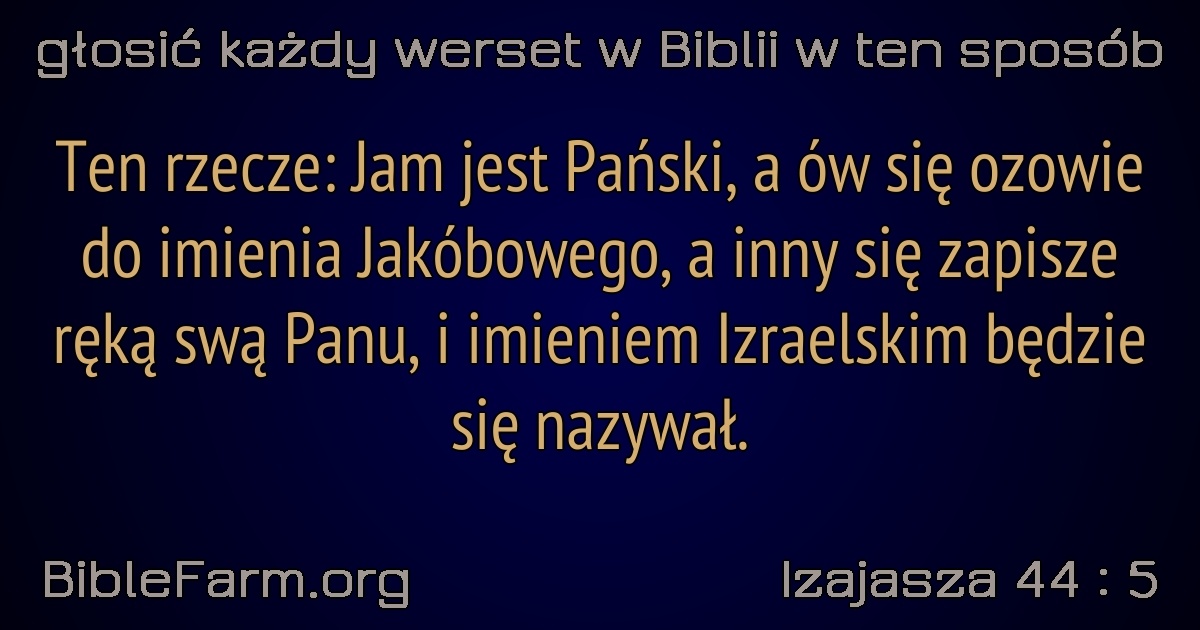 głosić każdy werset w Biblii w ten sposób
Ten rzecze: Jam jest Pański, a ów się ozowie
do imienia Jakóbowego, a inny się zapisze
ręką swą Panu, i imieniem Izraelskim będzie
się nazywał.
BibleFarm.org
Izajasza 44 : 5